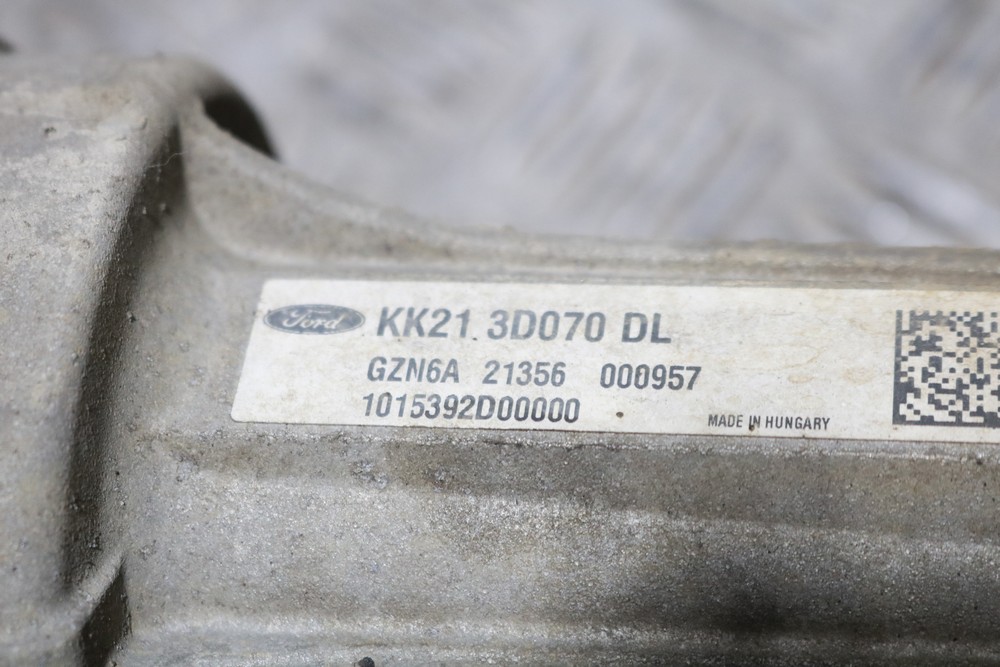 Ford KK21 3D070 DL
GZN6A 21356 000957
1015392D00000
MADE IN HUNGARY